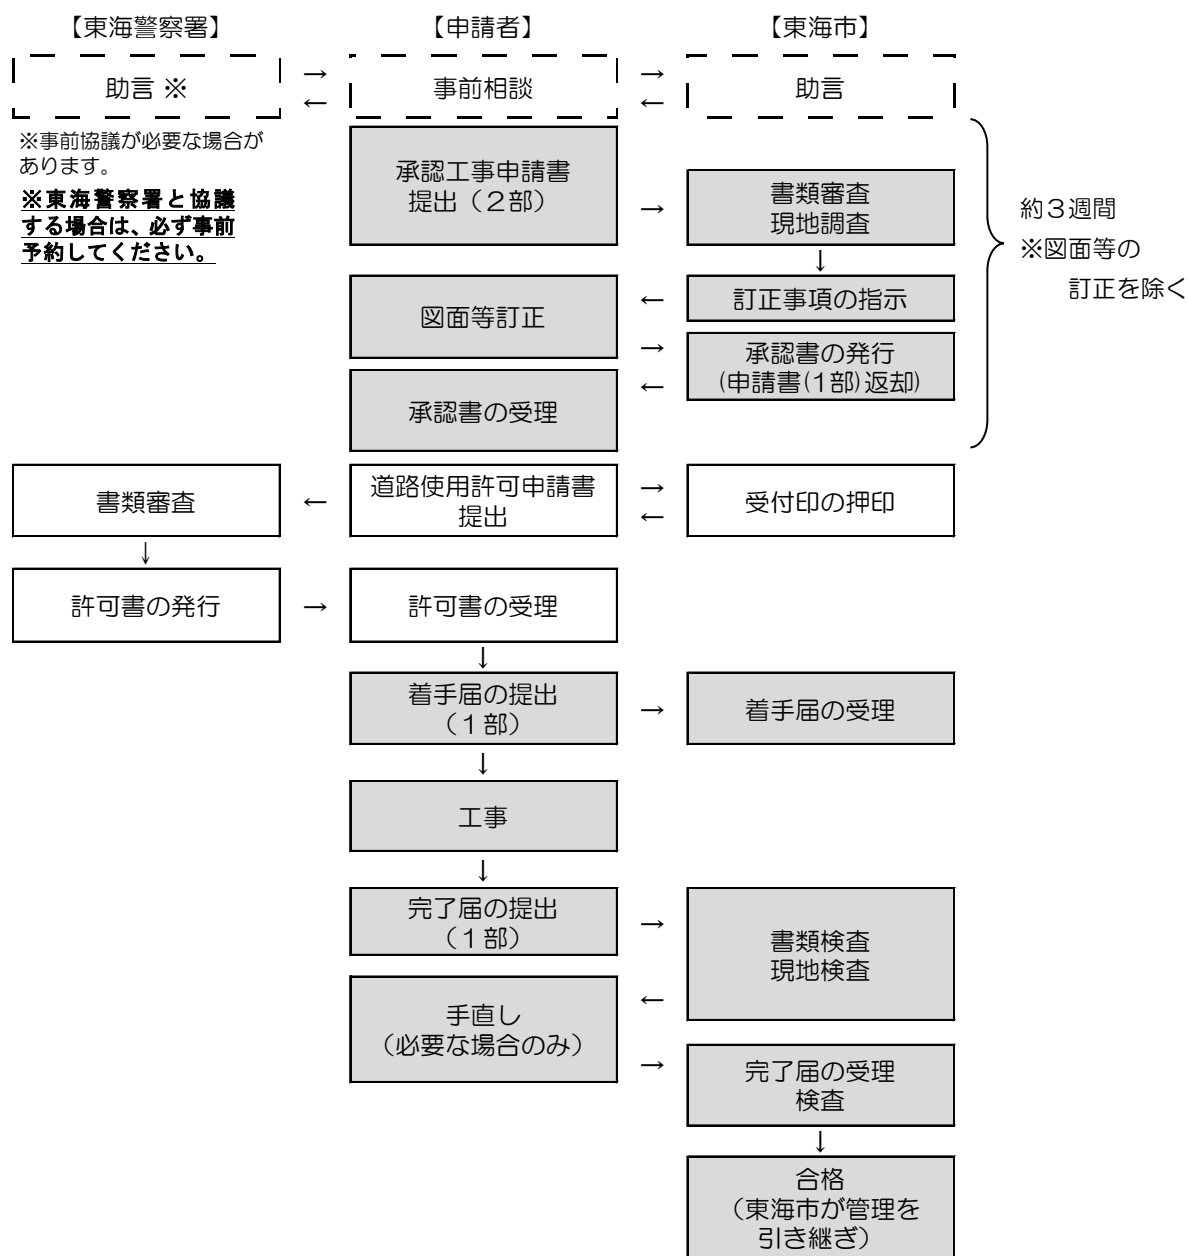 【東海警察署】
【申請者】
【東海市】
助言 ※
→
←
事前相談
→
←
助言
※事前協議が必要な場合が
あります。
※東海警察署と協議
する場合は、必ず事前
予約してください。
承認工事申請書
提出（２部）
→
書類審査
現地調査
↓
約３週間
※図面等の
訂正を除く
図面等訂正
←
訂正事項の指示
→
←
承認書の発行
(申請書(１部)返却)
承認書の受理
書類審査
←
道路使用許可申請書
提出
→
←
受付印の押印
↓
許可書の発行
→
許可書の受理
↓
着手届の提出
（１部）
→
着手届の受理
↓
工事
↓
完了届の提出
（１部）
→
書類検査
現地検査
←
手直し
（必要な場合のみ）
→
完了届の受理
検査
↓
合格
（東海市が管理を
引き継ぎ）